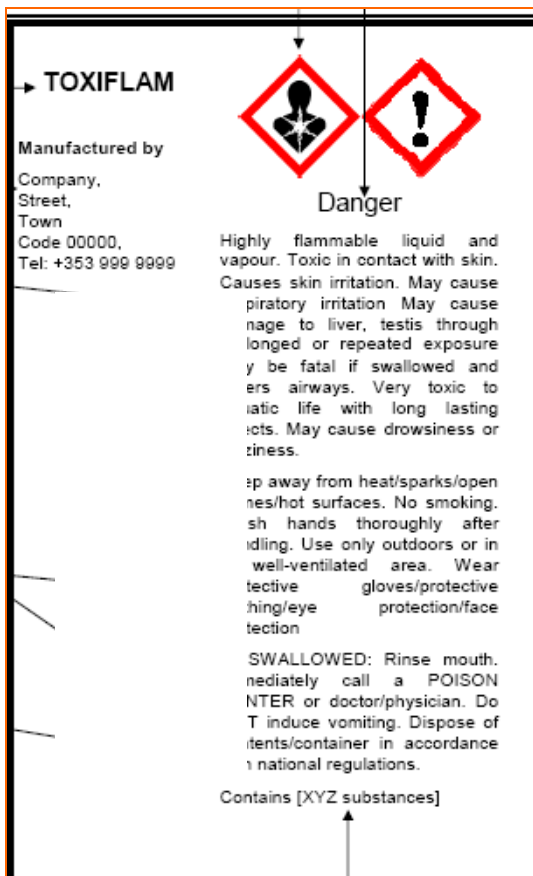 TOXIFLAM
Manufactured by
Company,
Street,
Town
Code 00000,
Tel: +353 999 9999
Danger
Highly flammable liquid and
vapour. Toxic in contact with skin.
Causes skin irritation. May cause
piratory irritation May cause
mage to liver, testis through
longed or repeated exposure
y be fatal if swallowed and
ers airways. Very toxic to
uatic life with long lasting
ects. May cause drowsiness or
ziness.
ep away from heat/sparks/open
nes/hot surfaces. No smoking.
sh hands thoroughly after
ndling. Use only outdoors or in
well-ventilated area. Wear
tective gloves/protective
thing/eye protection/face
tection
SWALLOWED: Rinse mouth.
mediately call a POISON
NTER or doctor/physician. Do
T induce vomiting. Dispose of
tents/container in accordance
national regulations.
Contains [XYZ substances]